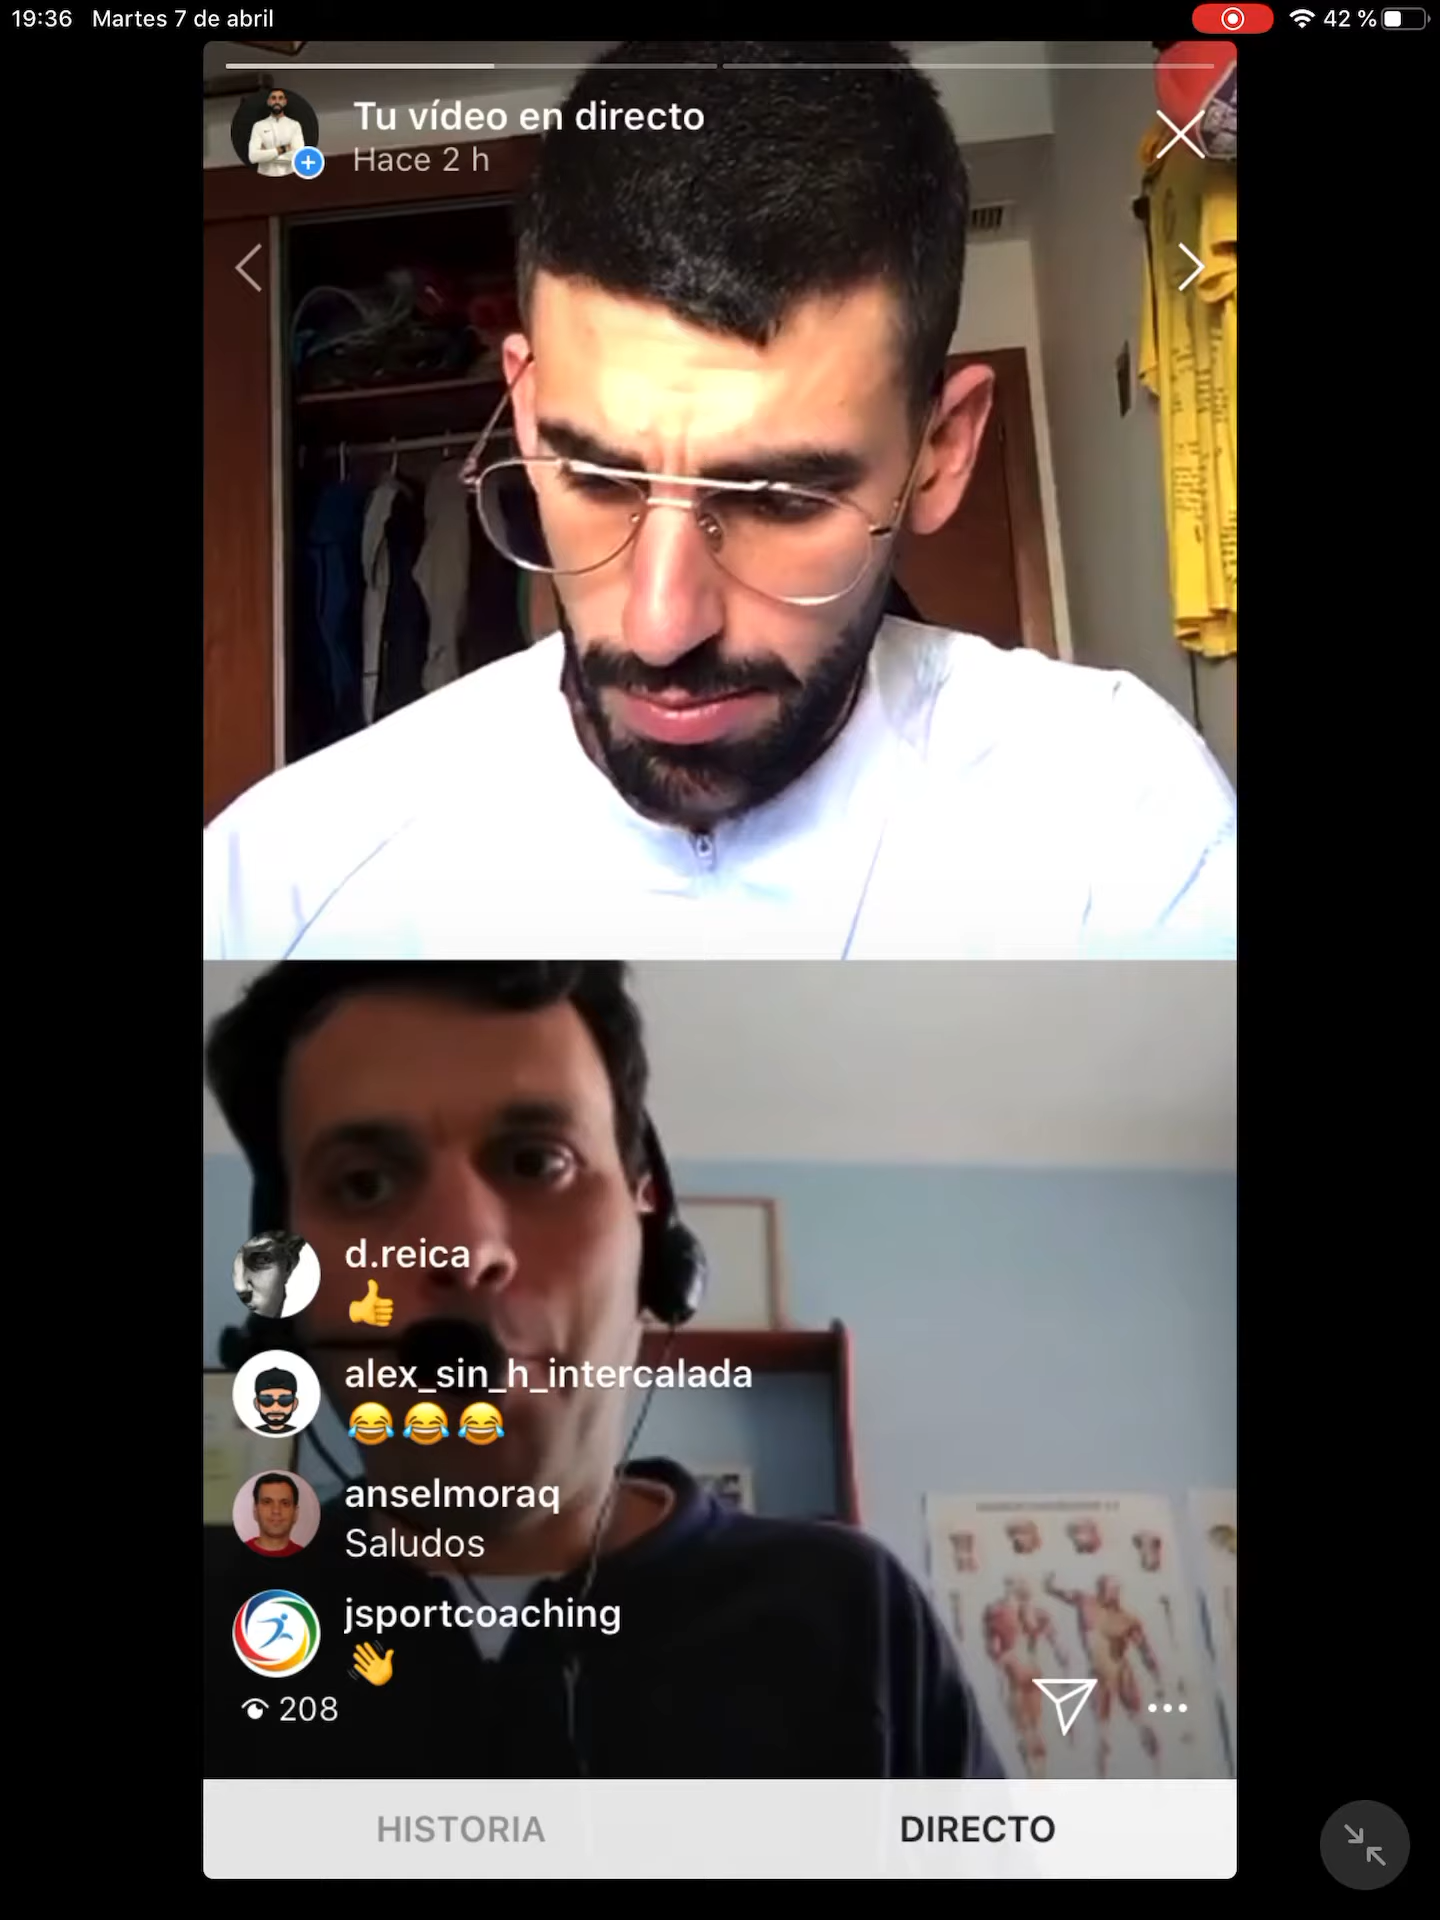 19:36 Martes 7 de abril
42 %
Tu vídeo en directo
Hace 2 h
d.reica
👍
alex_sin_h_intercalada
😂😂😂
anselmoraq
Saludos
jsportcoaching
👋
208
HISTORIA
DIRECTO